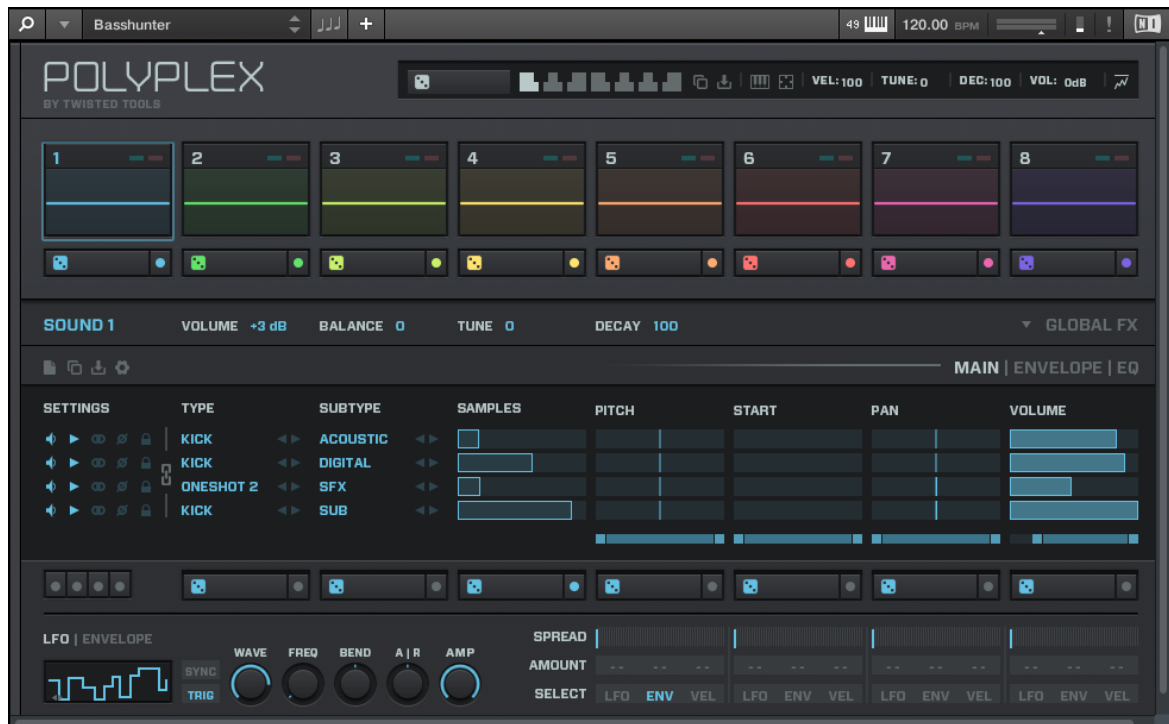 Basshunter
49
120.00 BPM
!
NI
POLYPLEX
BY TWISTED TOOLS
VEL: 100 TUNE: 0 DEC: 100 VOL: 0dB
1 2 3 4 5 6 7 8
SOUND 1 VOLUME +3 dB BALANCE 0 TUNE 0 DECAY 100 GLOBAL FX
MAIN | ENVELOPE | EQ
SETTINGS TYPE SUBTYPE SAMPLES PITCH START PAN VOLUME
KICK ACOUSTIC
KICK DIGITAL
ONESHOT 2 SFX
KICK SUB
LFO | ENVELOPE
SYNC
TRIG
WAVE FREQ BEND A | R AMP
SPREAD
AMOUNT -- -- -- -- -- -- -- -- -- -- -- --
SELECT LFO ENV VEL LFO ENV VEL LFO ENV VEL LFO ENV VEL